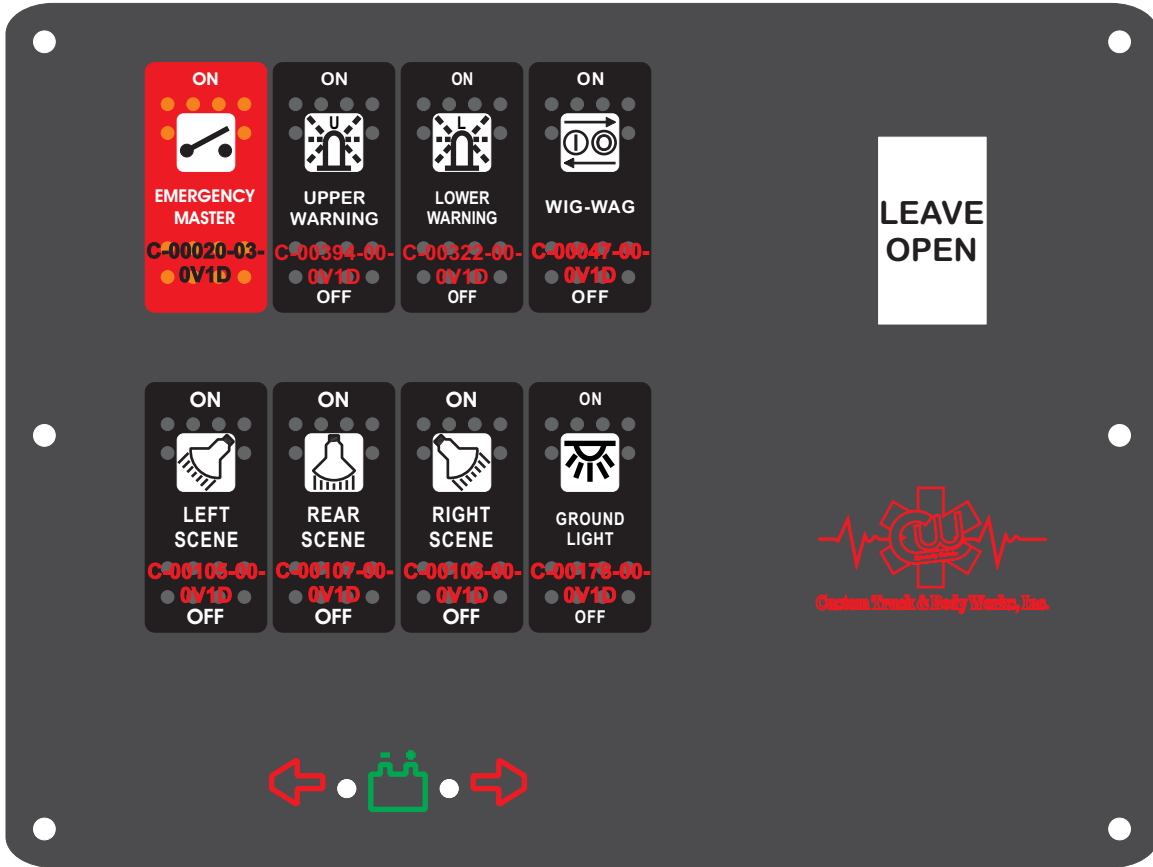 ON
EMERGENCY
MASTER
C-00020-03-
0V1D
ON
U
UPPER
WARNING
C-00394-00-
0V1D
OFF
ON
L
LOWER
WARNING
C-00322-00-
0V1D
OFF
ON
WIG-WAG
C-00047-00-
0V1D
OFF
LEAVE
OPEN
ON
LEFT
SCENE
C-00105-00-
0V1D
OFF
ON
REAR
SCENE
C-00107-00-
0V1D
OFF
ON
RIGHT
SCENE
C-00106-00-
0V1D
OFF
ON
GROUND
LIGHT
C-00178-00-
0V1D
OFF
Custom Truck & Body Works, Inc.